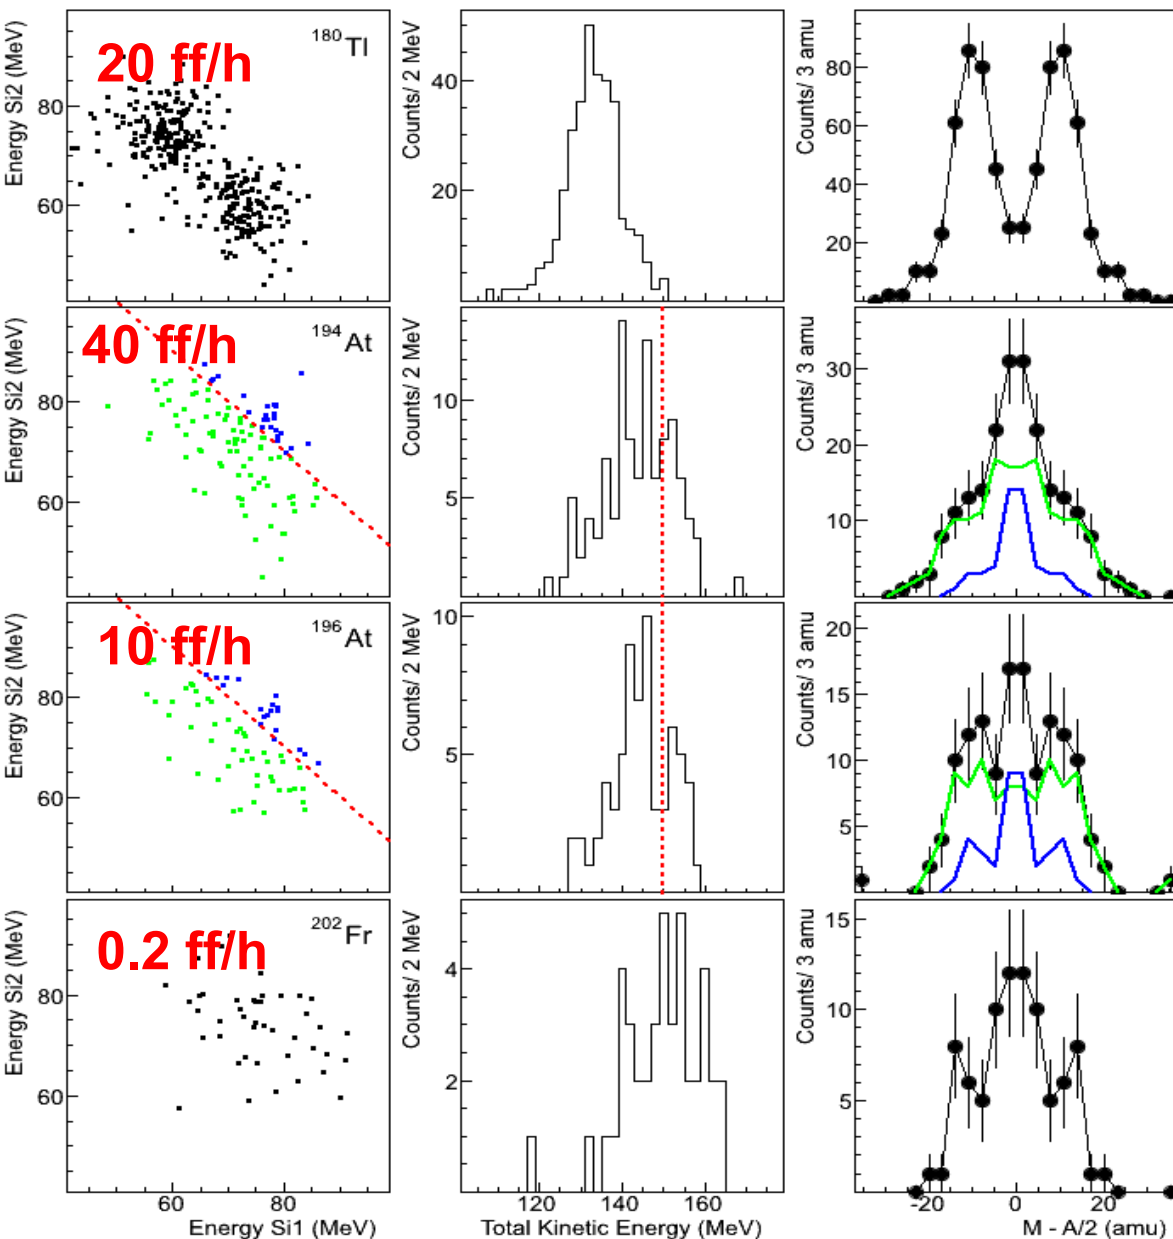 Energy Si2 (MeV)
80
60
20 ff/h
180Tl
Counts/ 2 MeV
40
20
Counts/ 3 amu
80
60
40
20
Energy Si2 (MeV)
80
60
40 ff/h
194At
Counts/ 2 MeV
10
5
Counts/ 3 amu
30
20
10
Energy Si2 (MeV)
80
60
10 ff/h
196At
Counts/ 2 MeV
10
5
Counts/ 3 amu
20
15
10
5
Energy Si2 (MeV)
80
60
0.2 ff/h
202Fr
Counts/ 2 MeV
4
2
Counts/ 3 amu
15
10
5
60 80
Energy Si1 (MeV)
120 140 160
Total Kinetic Energy (MeV)
-20 0 20
M - A/2 (amu)